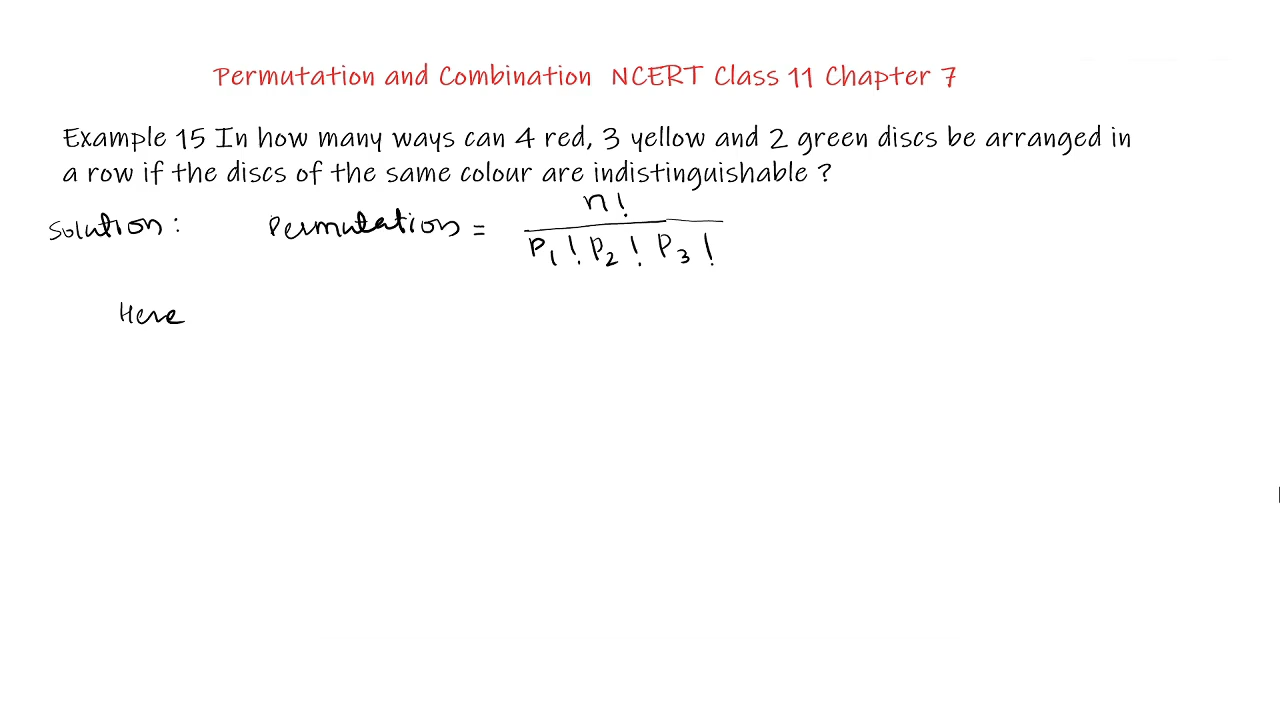 Permutation and Combination NCERT Class 11 Chapter 7
Example 15 In how many ways can 4 red, 3 yellow and 2 green discs be arranged in
a row if the discs of the same colour are indistinguishable ?
Solution: Permutation = n! / P₁! P₂! P₃!
Here